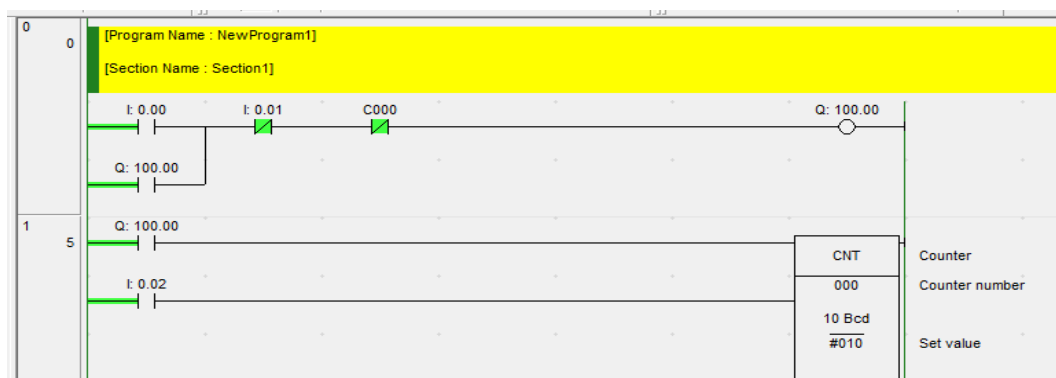 0
0
[Program Name : NewProgram1]
[Section Name : Section1]
I: 0.00 I: 0.01 C000 Q: 100.00
Q: 100.00
1
Q: 100.00
5
CNT Counter
I: 0.02 000 Counter number
10 Bcd
#010 Set value